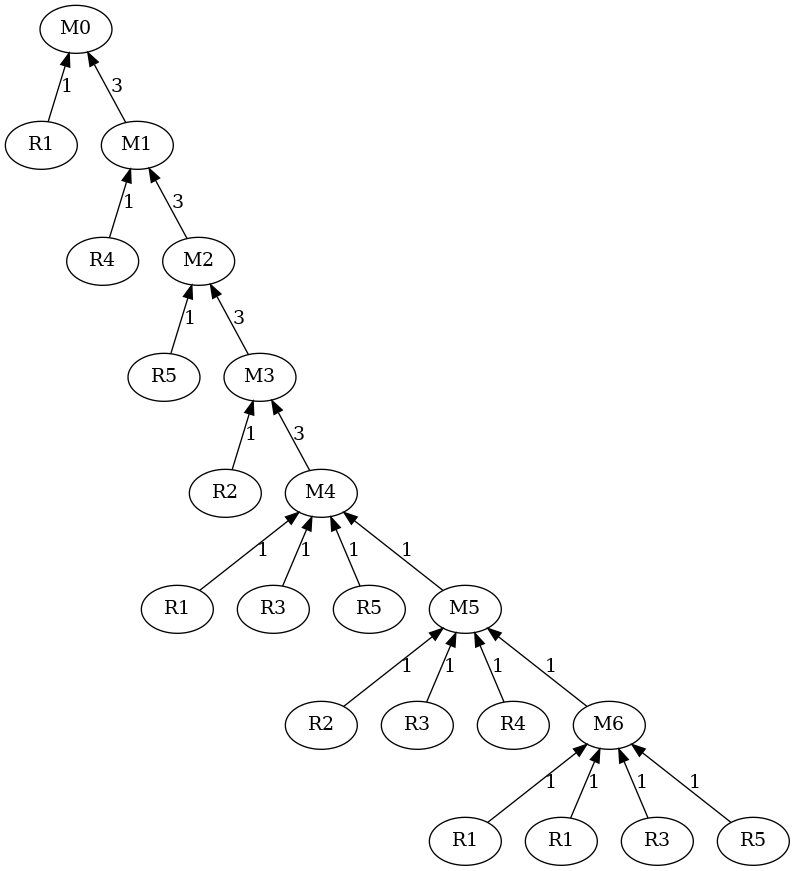 M0
1 3
R1 M1
1 3
R4 M2
1 3
R5 M3
1 3
R2 M4
1 1 1 1
R1 R3 R5 M5
1 1 1 1
R2 R3 R4 M6
1 1 1 1
R1 R1 R3 R5